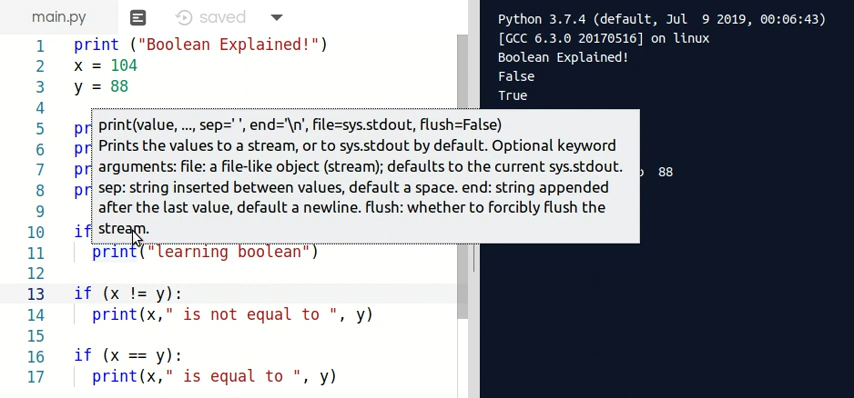 main.py saved
1 print ("Boolean Explained!")
2 x = 104
3 y = 88
4
5 pr
6 pr
7 pr
8 pr
9
10 if
11 print("learning boolean")
12
13 if (x != y):
14 print(x," is not equal to ", y)
15
16 if (x == y):
17 print(x," is equal to ", y)
print(value, ..., sep=' ', end='\n', file=sys.stdout, flush=False)
Prints the values to a stream, or to sys.stdout by default. Optional keyword
arguments: file: a file-like object (stream); defaults to the current sys.stdout.
sep: string inserted between values, default a space. end: string appended
after the last value, default a newline. flush: whether to forcibly flush the
stream.
Python 3.7.4 (default, Jul 9 2019, 00:06:43)
[GCC 6.3.0 20170516] on linux
Boolean Explained!
False
True
88